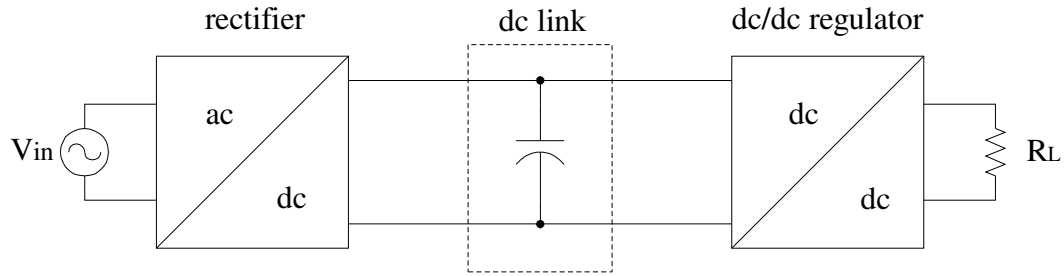 rectifier
dc link
dc/dc regulator
ac
dc
Vin
dc
dc
RL